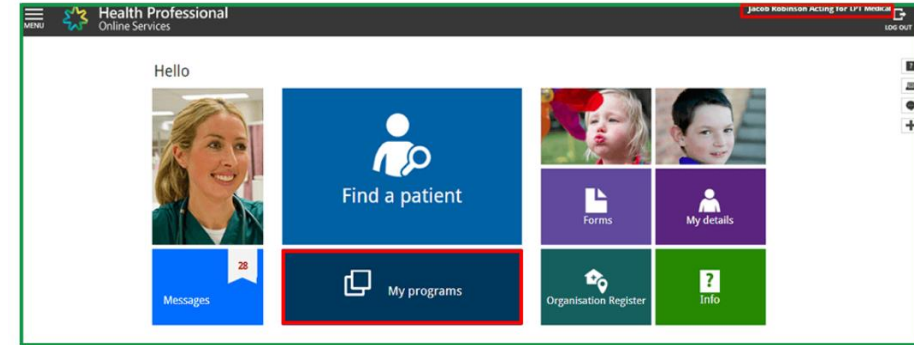 MENU
Health Professional
Online Services
Jacob Robinson Acting for LPT Medical
LOG OUT
Hello
Find a patient
Forms
My details
28
Messages
My programs
Organisation Register
?
Info